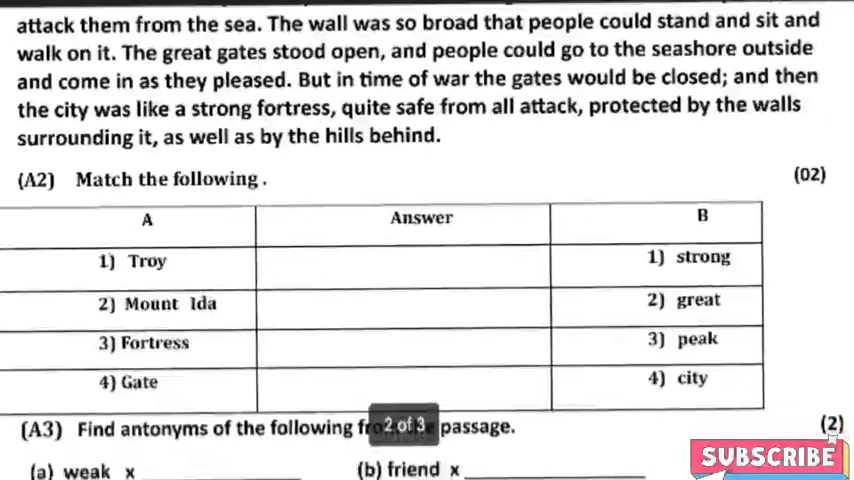 attack them from the sea. The wall was so broad that people could stand and sit and
walk on it. The great gates stood open, and people could go to the seashore outside
and come in as they pleased. But in time of war the gates would be closed; and then
the city was like a strong fortress, quite safe from all attack, protected by the walls
surrounding it, as well as by the hills behind.
(A2) Match the following. (02)
A Answer B
1) Troy 1) strong
2) Mount Ida 2) great
3) Fortress 3) peak
4) Gate 4) city
(A3) Find antonyms of the following passage. (2)
2 of 3
(a) weak x (b) friend x
SUBSCRIBE